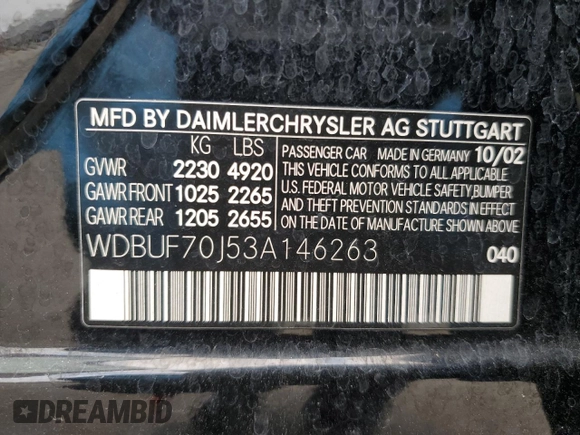 MFD BY DAIMLERCHRYSLER AG STUTTGART
KG LBS
GVWR 2230 4920
GAWR FRONT 1025 2265
GAWR REAR 1205 2655
PASSENGER CAR MADE IN GERMANY 10/02
THIS VEHICLE CONFORMS TO ALL APPLICABLE
U.S. FEDERAL MOTOR VEHICLE SAFETY, BUMPER
AND THEFT PREVENTION STANDARDS IN EFFECT
ON THE DATE OF MANUFACTURE SHOWN ABOVE
WDBUF70J53A146263
040
DREAMBID